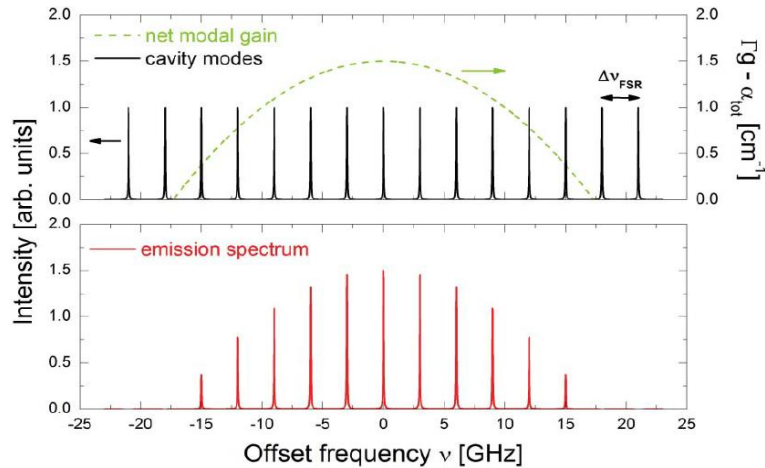 2.0
1.5
1.0
0.5
0.0
net modal gain
cavity modes
Δν_FSR
2.0
1.5
1.0
0.5
0.0
Γg - α_tot [cm⁻¹]
Intensity [arb. units]
2.0
1.5
1.0
0.5
0.0
emission spectrum
-25 -20 -15 -10 -5 0 5 10 15 20 25
Offset frequency ν [GHz]